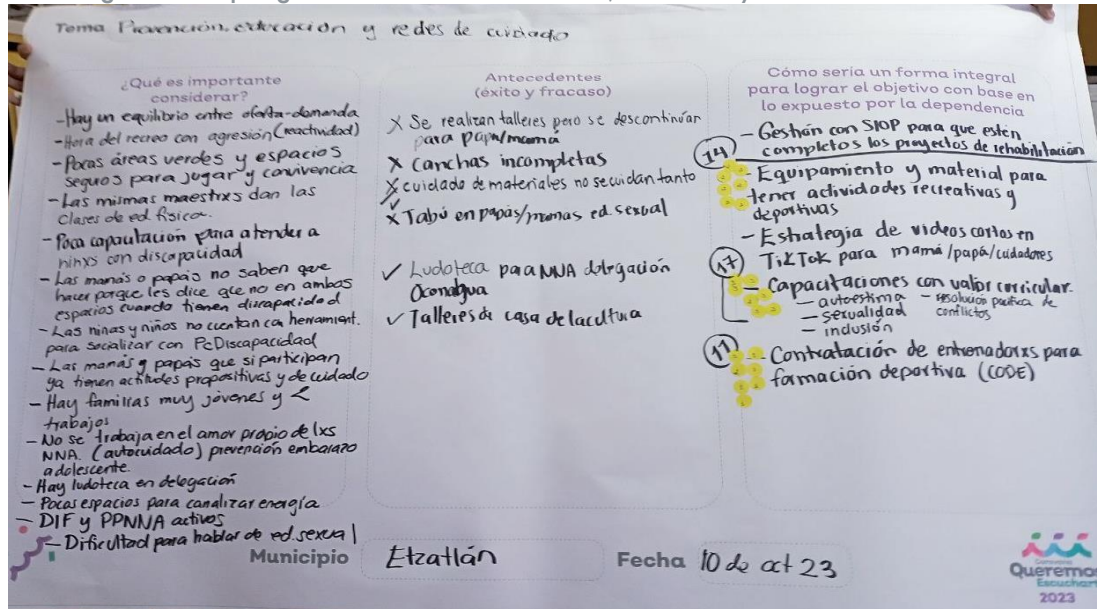 Tema Prevención, educación y redes de cuidado
¿Qué es importante
considerar?
-Hay un equilibrio entre oferta-demanda
-Hora del recreo con agresión (reactividad)
-Pocas áreas verdes y espacios
seguros para jugar y convivencia
-Las mismas maestrxs dan las
clases de ed. física.
-Poca capacitación para atender a
ninxs con discapacidad
-Las mamás o papás no saben que
hacer porque les dice que no en ambos
espacios cuando tienen discapacidad
-Las niñas y niños no cuentan con herramient.
para socializar con PcDiscapacidad
-Las mamás y papás que si participan
ya tienen actitudes propositivas y de cuidado
-Hay familias muy jóvenes y <
trabajos
-No se trabaja en el amor propio de lxs
NNA. (autocuidado) prevención embarazo
adolescente.
-Hay ludoteca en delegación
-Pocas espacios para canalizar energía
-DIF y PPNNA activos
-Dificultad para hablar de ed. sexual
Antecedentes
(éxito y fracaso)
X Se realizan talleres pero se descontinúan
para papa/mamá
X Canchas incompletas
X cuidado de materiales no se cuidan tanto
✓
X Tabú en papás/mamas ed. sexual
✓ Ludoteca para NNA delegación
✓ Talleres de casa de la cultura
Cómo sería un forma integral
para lograr el objetivo con base en
lo expuesto por la dependencia
- Gestión con SIOP para que estén
completos los proyectos de rehabilitación
14
- Equipamiento y material para
tener actividades recreativas y
deportivas
- Estrategia de videos cortos en
TikTok para mamá/papá/cuidadores
17
- Capacitaciones con valor curricular.
— autoestima — resolución pacífica de
— sexualidad conflictos
— inclusión
11
- Contratación de entrenadorxs para
formación deportiva (CODE)
Municipio Etzatlán Fecha 10 de oct 23
Queremos
Escuchar
2023